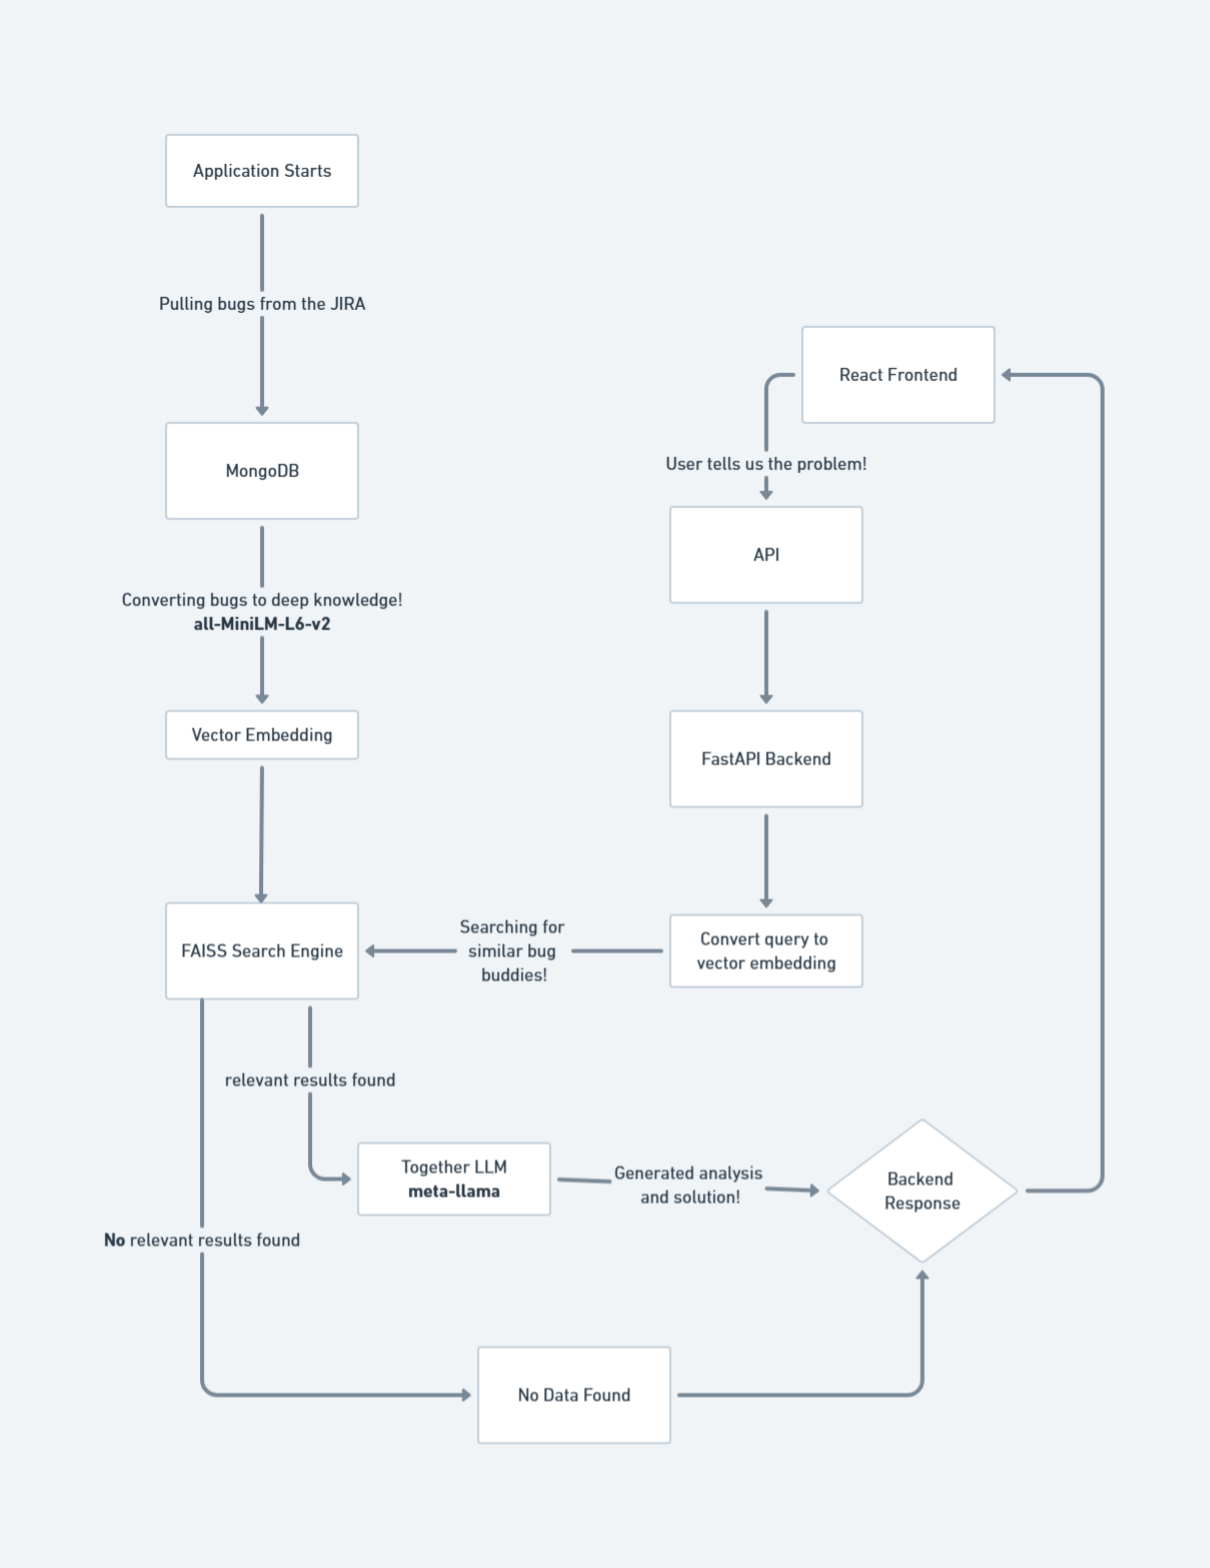 Application Starts
Pulling bugs from the JIRA
React Frontend
MongoDB
User tells us the problem!
API
Converting bugs to deep knowledge!
all-MiniLM-L6-v2
Vector Embedding
FastAPI Backend
FAISS Search Engine
Searching for
similar bug
buddies!
Convert query to
vector embedding
relevant results found
Together LLM
meta-llama
Generated analysis
and solution!
Backend
Response
No relevant results found
No Data Found